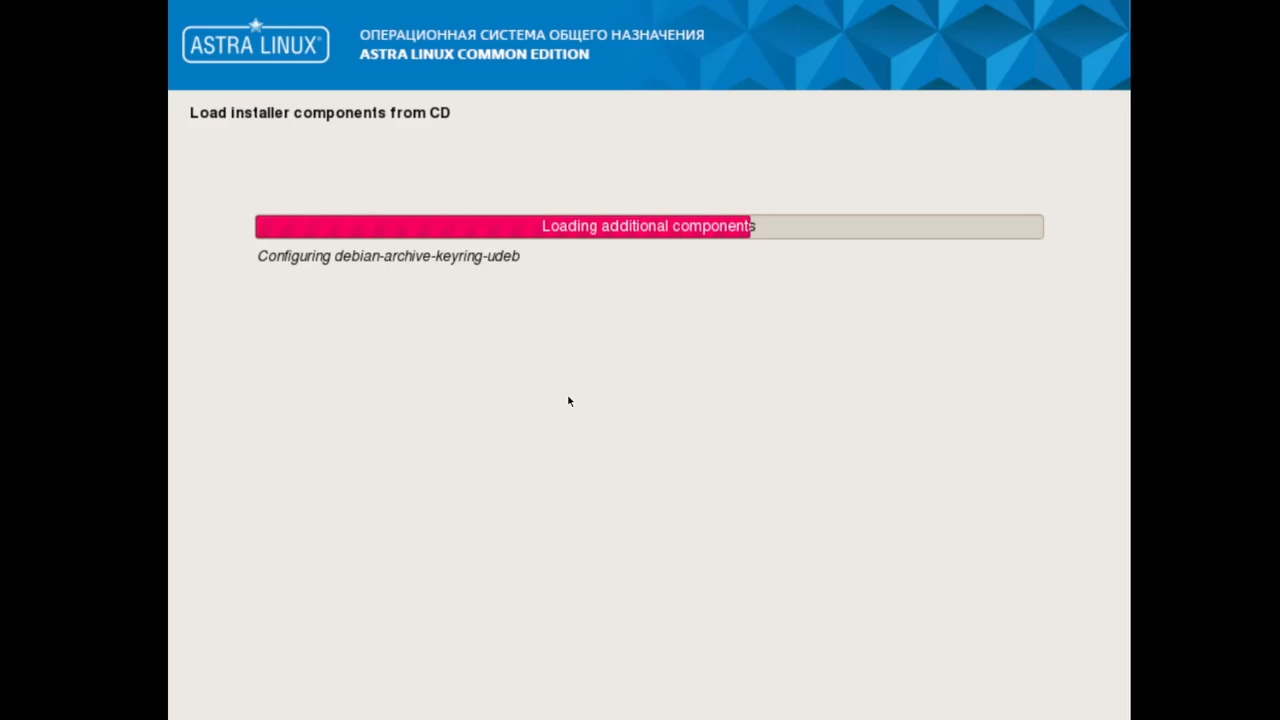 ASTRA LINUX®
ОПЕРАЦИОННАЯ СИСТЕМА ОБЩЕГО НАЗНАЧЕНИЯ
ASTRA LINUX COMMON EDITION
Load installer components from CD
Loading additional components
Configuring debian-archive-keyring-udeb